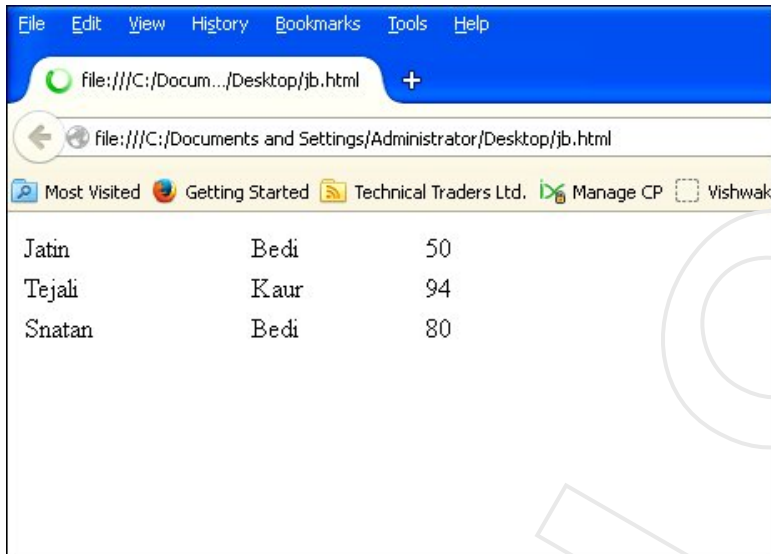 File Edit View History Bookmarks Tools Help
file:///C:/Docum.../Desktop/jb.html
file:///C:/Documents and Settings/Administrator/Desktop/jb.html
Most Visited Getting Started Technical Traders Ltd. Manage CP Vishwak
Jatin Bedi 50
Tejali Kaur 94
Snatan Bedi 80